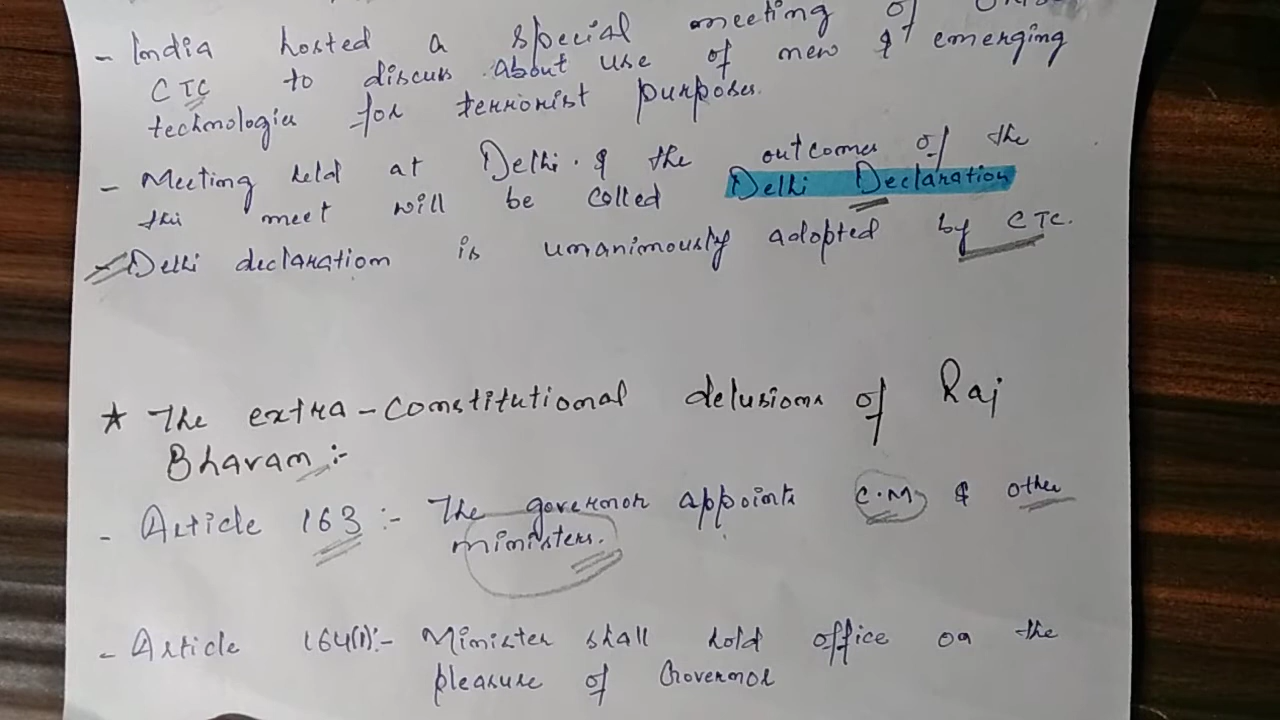 - India hosted a special meeting of
CTC to discuss about use of new & emerging
technologies for terrorist purposes.
- Meeting held at Delhi. & the outcomes of the
this meet will be called Delhi Declaration
- Delhi declaration is unanimously adopted by CTC.
★ The extra-constitutional delusions of Raj
Bhavan :-
- Article 163 :- The governor appoints C.M & other
ministers.
- Article 164(1):- Minister shall hold office on the
pleasure of Governor